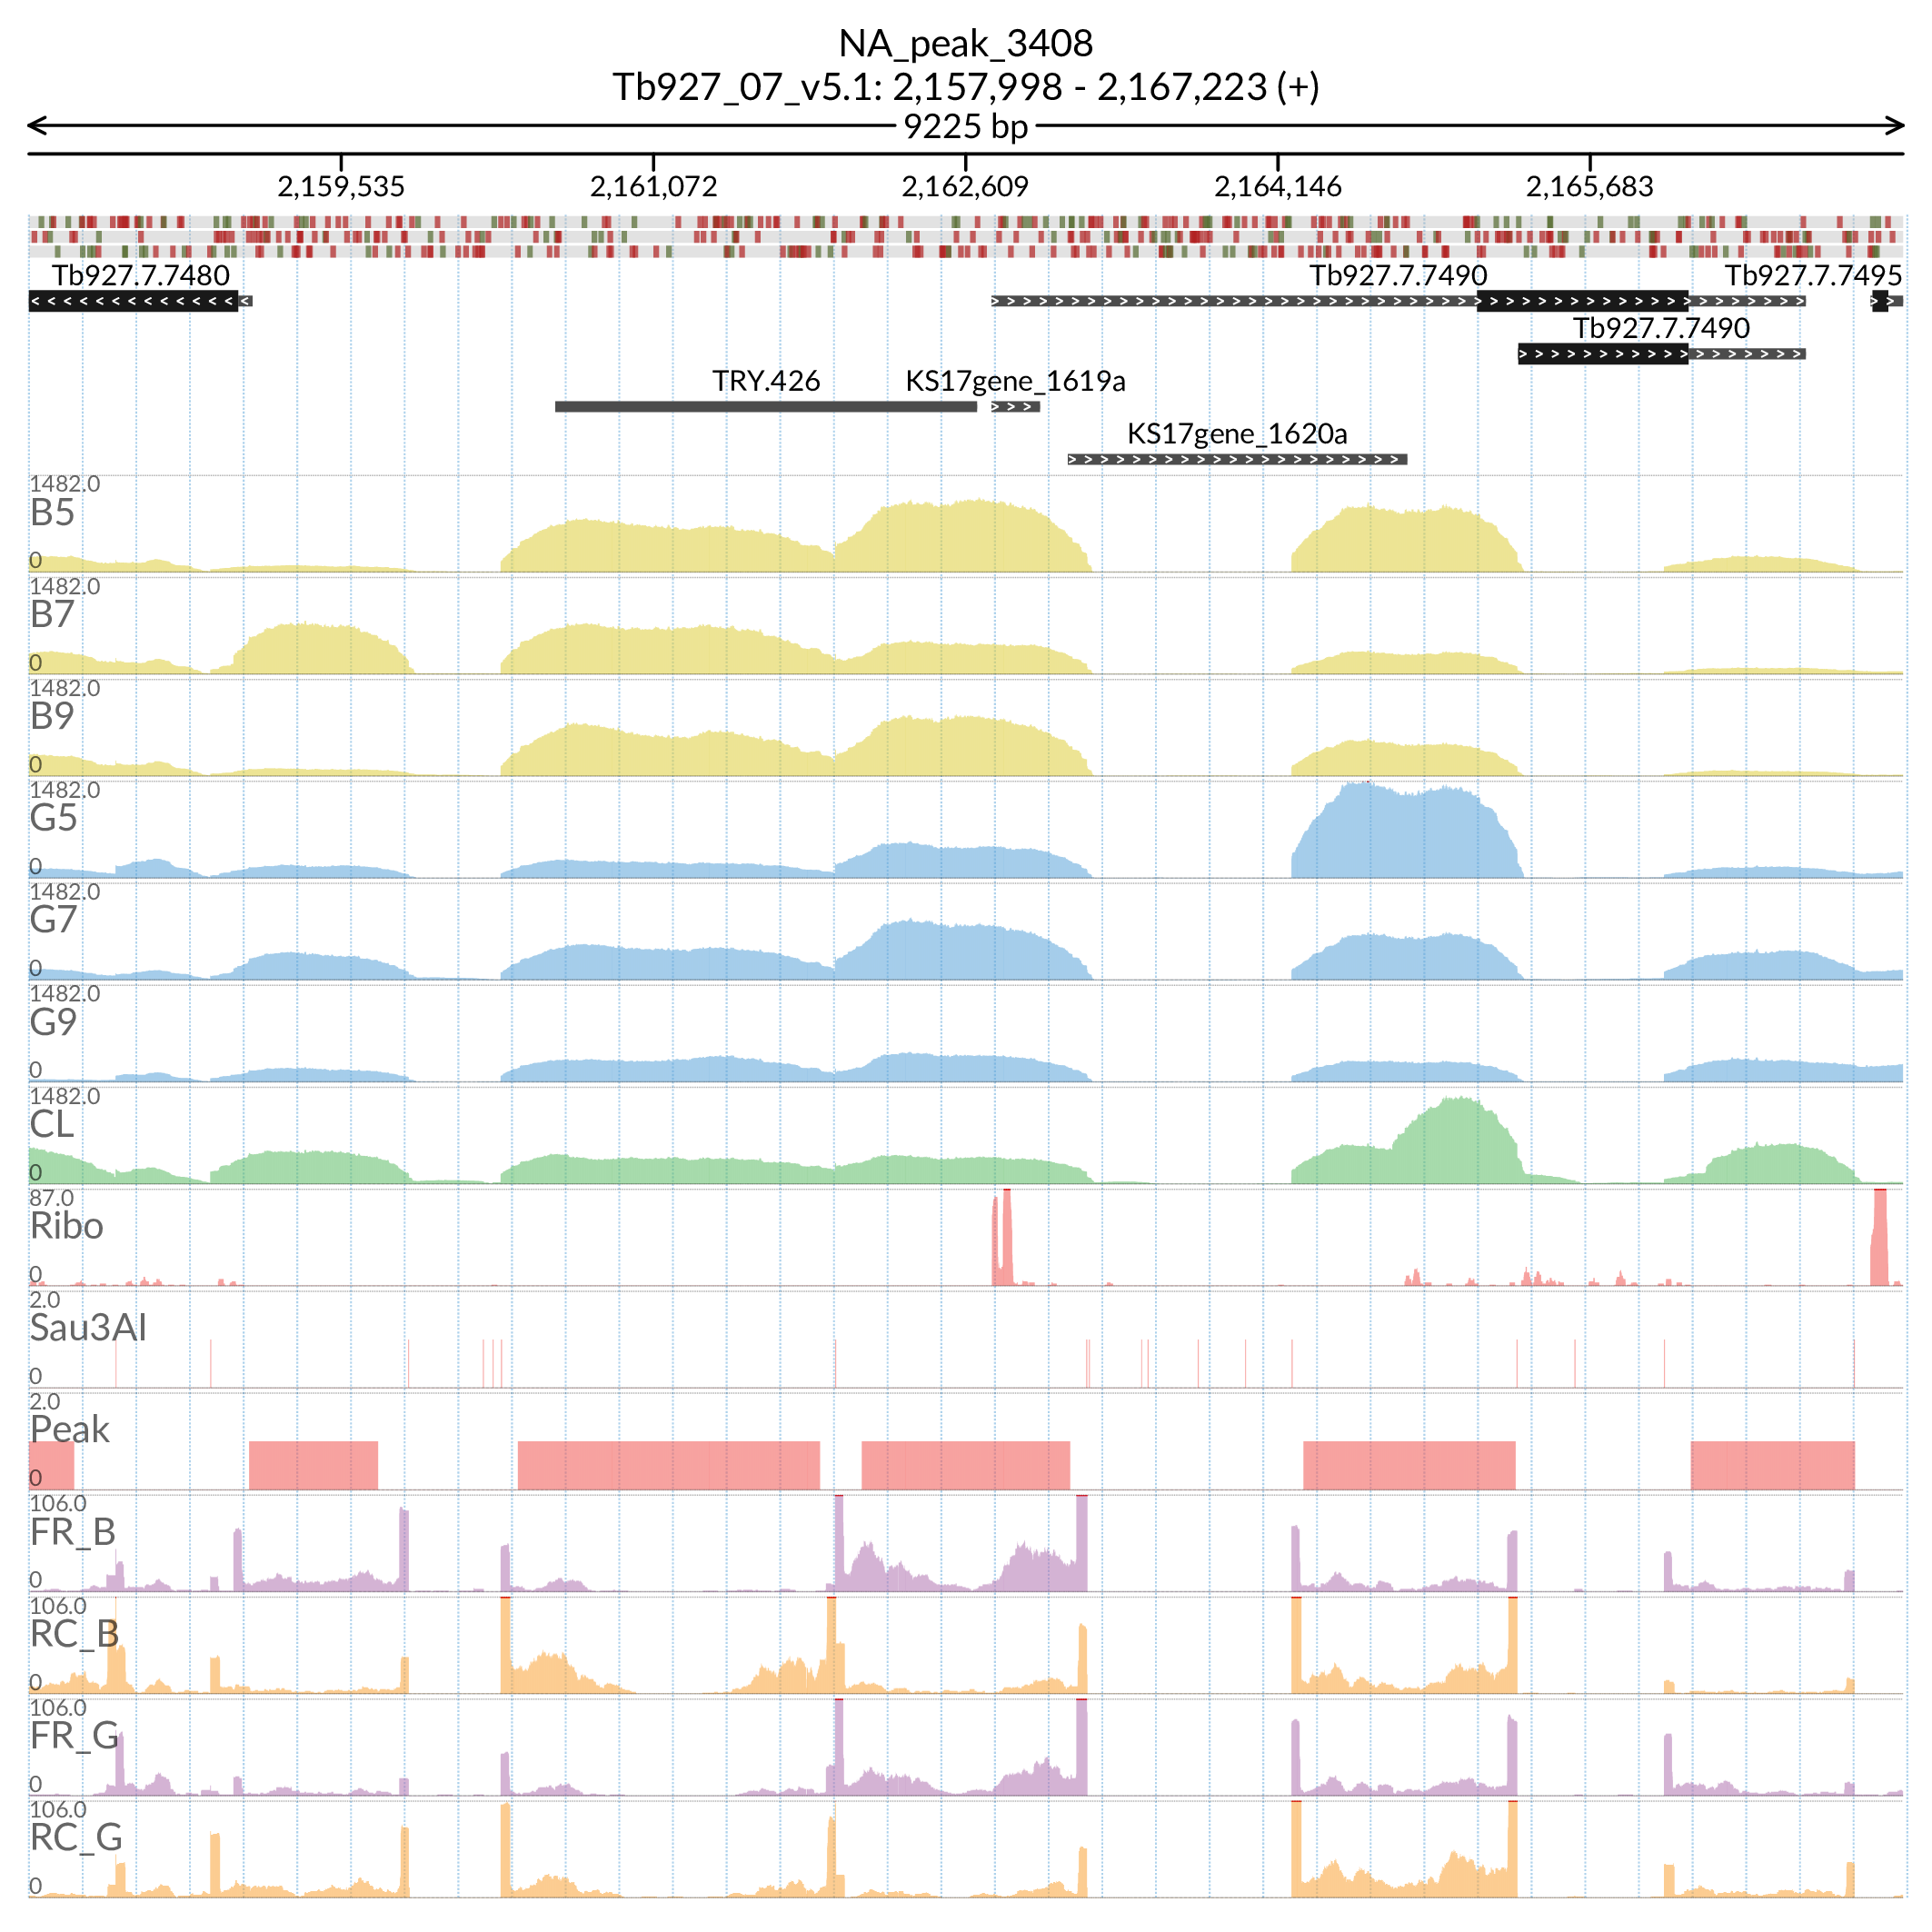 NA_peak_3408
Tb927_07_v5.1: 2,157,998 - 2,167,223 (+)
9225 bp
2,159,535 2,161,072 2,162,609 2,164,146 2,165,683
Tb927.7.7480 Tb927.7.7490 Tb927.7.7495
Tb927.7.7490
TRY.426 KS17gene_1619a
KS17gene_1620a
1482.0
B5
0
1482.0
B7
0
1482.0
B9
0
1482.0
G5
0
1482.0
G7
0
1482.0
G9
0
1482.0
CL
0
87.0
Ribo
0
2.0
Sau3AI
0
2.0
Peak
0
106.0
FR_B
0
106.0
RC_B
0
106.0
FR_G
0
106.0
RC_G
0